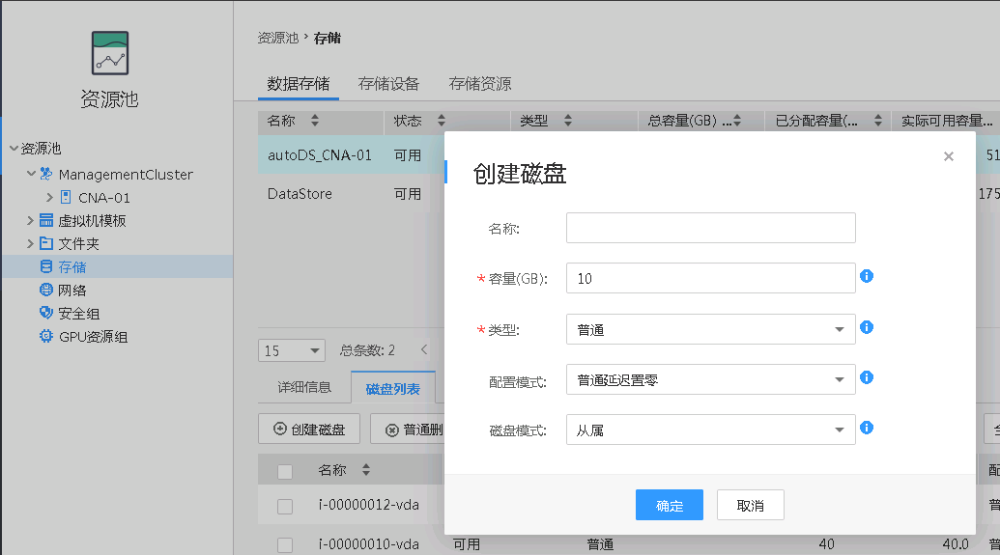 资源池 › 存储
资源池
数据存储 存储设备 存储资源
名称 状态 类型 总容量(GB) ... 已分配容量(... 实际可用容量...
资源池
autoDS_CNA-01 可用 51
ManagementCluster
CNA-01
DataStore 可用 175
虚拟机模板
文件夹
存储
网络
安全组
GPU资源组
创建磁盘
名称:
*容量(GB): 10
*类型: 普通
配置模式: 普通延迟置零
磁盘模式: 从属
确定 取消
15 总条数: 2
详细信息 磁盘列表
创建磁盘 普通删
名称 配
i-00000012-vda 普
i-00000010-vda 可用 普通 40 40.0 普